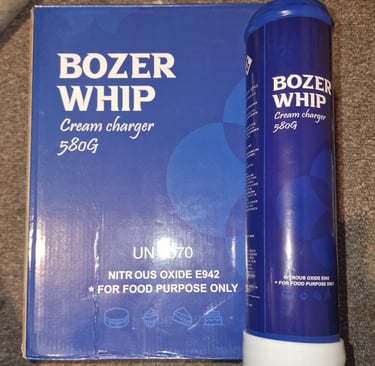 BOZER
WHIP
Cream charger
580G
NITROUS OXIDE E942
* FOR FOOD PURPOSE ONLY
BOZER
WHIP
Cream charger
580G
NITROUS OXIDE E942
* FOR FOOD PURPOSE ONLY